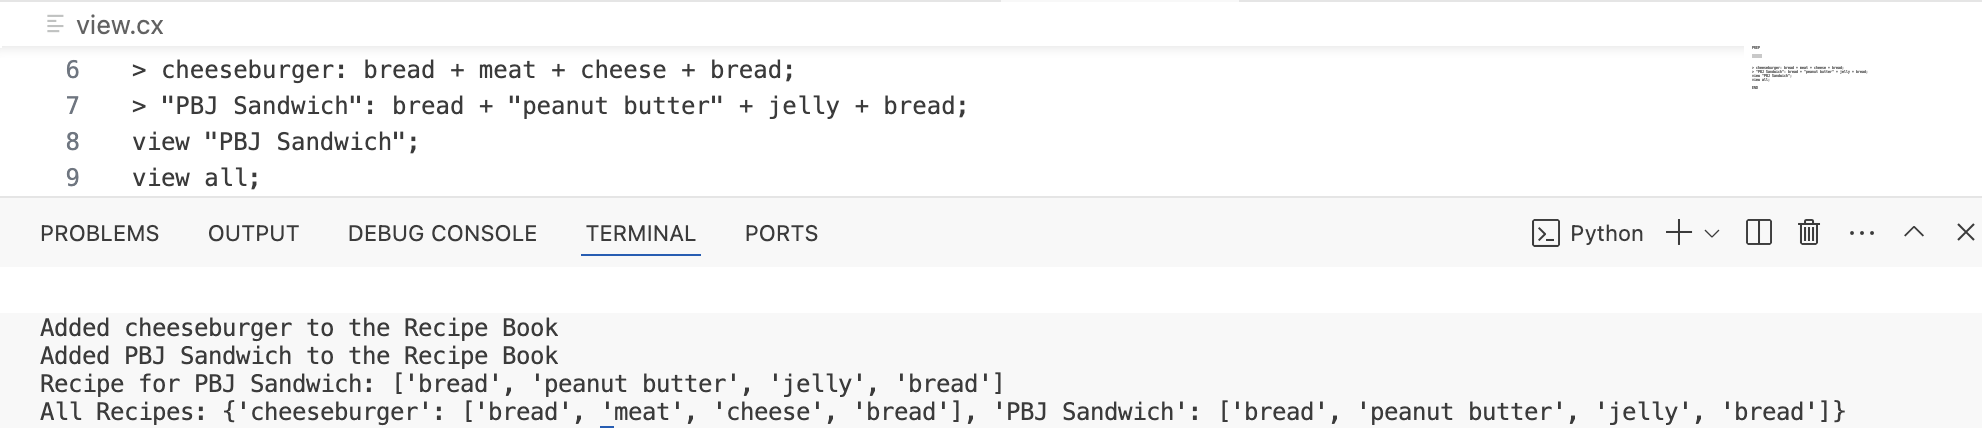 view.cx
6 > cheeseburger: bread + meat + cheese + bread;
7 > "PBJ Sandwich": bread + "peanut butter" + jelly + bread;
8 view "PBJ Sandwich";
9 view all;
PROBLEMS OUTPUT DEBUG CONSOLE TERMINAL PORTS Python
Added cheeseburger to the Recipe Book
Added PBJ Sandwich to the Recipe Book
Recipe for PBJ Sandwich: ['bread', 'peanut butter', 'jelly', 'bread']
All Recipes: {'cheeseburger': ['bread', 'meat', 'cheese', 'bread'], 'PBJ Sandwich': ['bread', 'peanut butter', 'jelly', 'bread']}